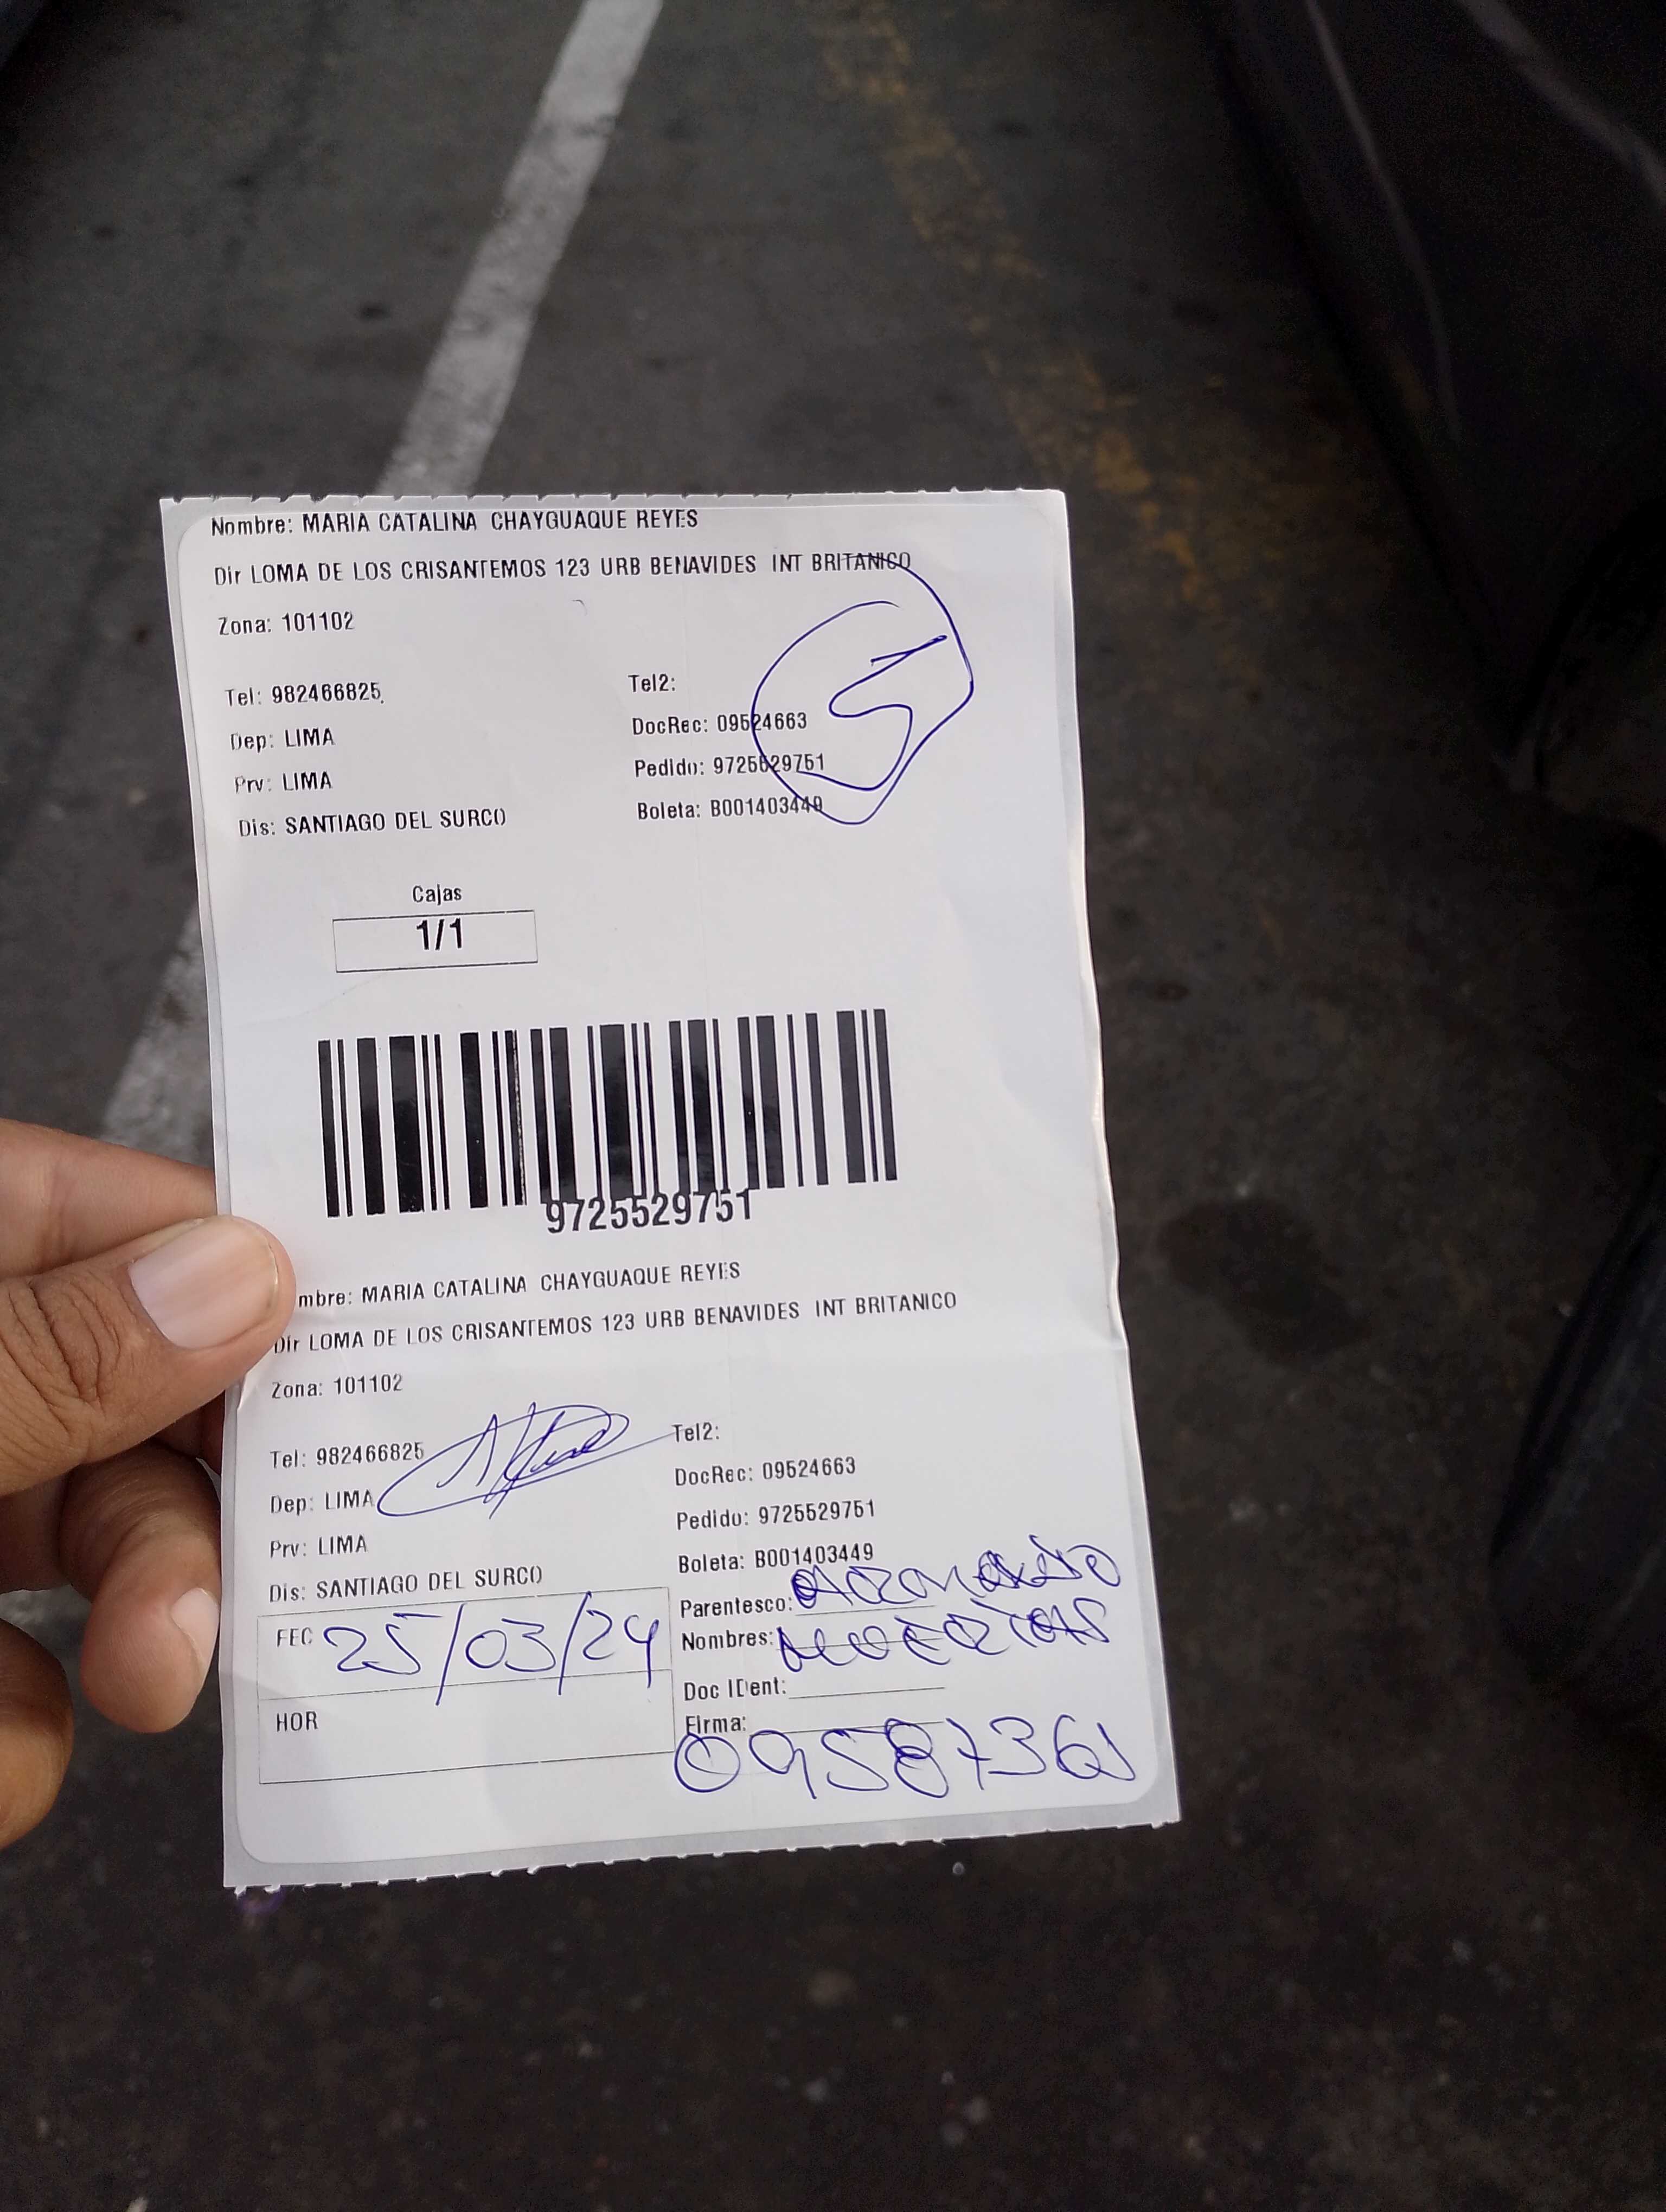 Nombre: MARIA CATALINA CHAYGUAQUE REYES
Dir LOMA DE LOS CRISANTEMOS 123 URB BENAVIDES INT BRITANICO
Zona: 101102
Tel: 982466825
Tel2:
Dep: LIMA
DocRec: 09524663
Prv: LIMA
Pedido: 9725529751
Dis: SANTIAGO DEL SURCO
Boleta: B001403449
5
Cajas
1/1
9725529751
mbre: MARIA CATALINA CHAYGUAQUE REYES
Dir LOMA DE LOS CRISANTEMOS 123 URB BENAVIDES INT BRITANICO
Zona: 101102
Tel: 982466825
Tel2:
Dep: LIMA
DocRec: 09524663
Prv: LIMA
Pedido: 9725529751
Dis: SANTIAGO DEL SURCO
Boleta: B001403449
FEC 25/03/24
HOR
Parentesco:
Nombres:
Doc IDent:
Firma: